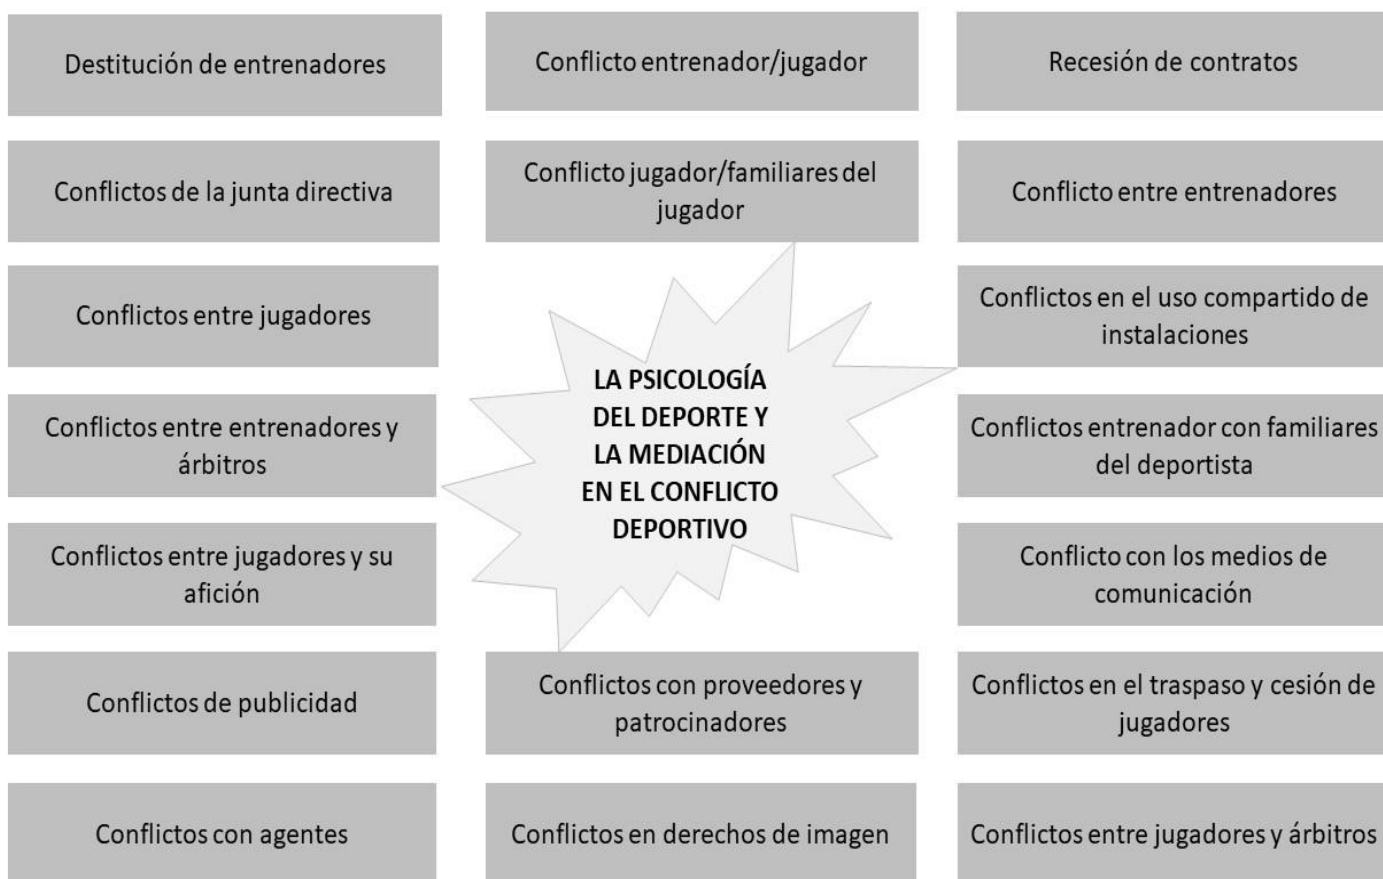 Destitución de entrenadores
Conflicto entrenador/jugador
Recesión de contratos
Conflictos de la junta directiva
Conflicto jugador/familiares del
jugador
Conflicto entre entrenadores
Conflictos entre jugadores
Conflictos en el uso compartido de
instalaciones
LA PSICOLOGÍA
DEL DEPORTE Y
LA MEDIACIÓN
EN EL CONFLICTO
DEPORTIVO
Conflictos entre entrenadores y
árbitros
Conflictos entrenador con familiares
del deportista
Conflictos entre jugadores y su
afición
Conflicto con los medios de
comunicación
Conflictos de publicidad
Conflictos con proveedores y
patrocinadores
Conflictos en el traspaso y cesión de
jugadores
Conflictos con agentes
Conflictos en derechos de imagen
Conflictos entre jugadores y árbitros